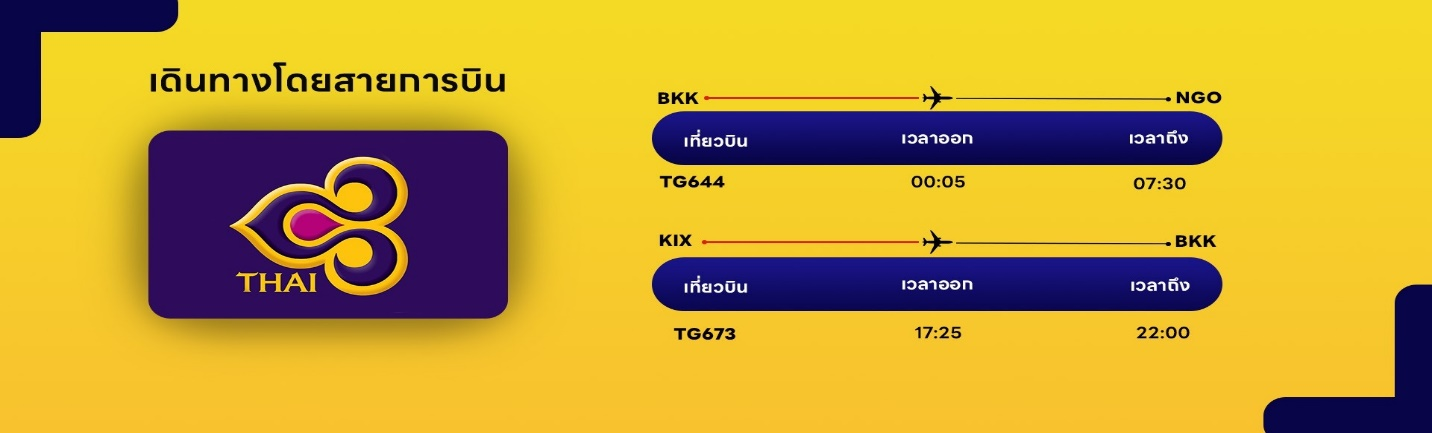 เดินทางโดยสายการบิน
THAI
BKK NGO
เที่ยวบิน เวลาออก เวลาถึง
TG644 00:05 07:30
KIX BKK
เที่ยวบิน เวลาออก เวลาถึง
TG673 17:25 22:00